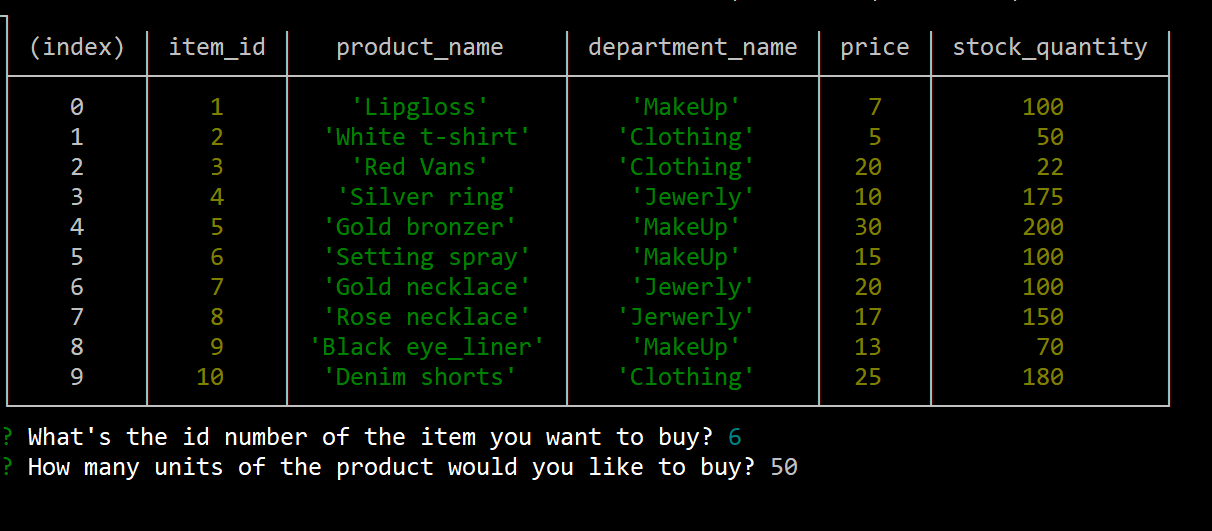 (index) item_id product_name department_name price stock_quantity
0 1 'Lipgloss' 'MakeUp' 7 100
1 2 'White t-shirt' 'Clothing' 5 50
2 3 'Red Vans' 'Clothing' 20 22
3 4 'Silver ring' 'Jewerly' 10 175
4 5 'Gold bronzer' 'MakeUp' 30 200
5 6 'Setting spray' 'MakeUp' 15 100
6 7 'Gold necklace' 'Jewerly' 20 100
7 8 'Rose necklace' 'Jerwerly' 17 150
8 9 'Black eye_liner' 'MakeUp' 13 70
9 10 'Denim shorts' 'Clothing' 25 180
? What's the id number of the item you want to buy? 6
? How many units of the product would you like to buy? 50